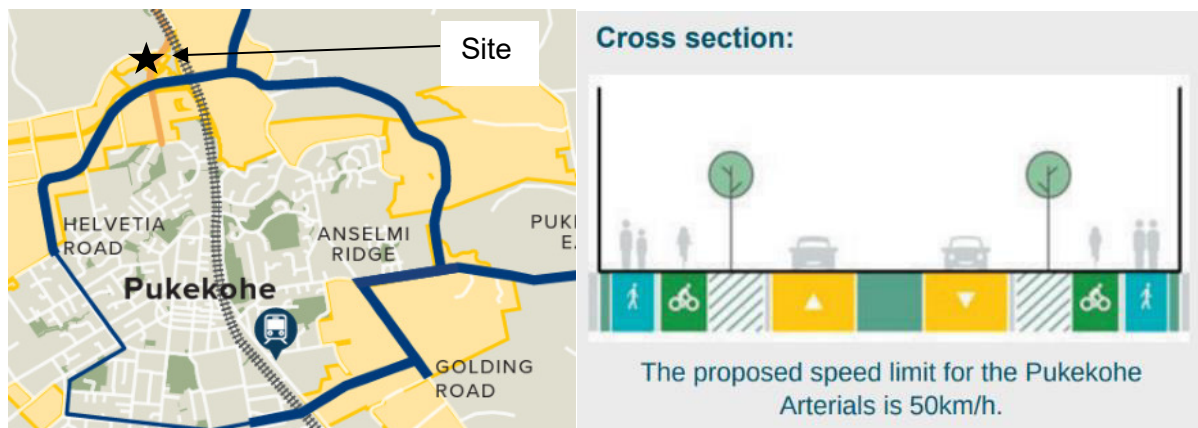 Site
HELVETIA
ROAD
ANSELMI
RIDGE
PUKE
E.
Pukekohe
GOLDING
ROAD
Cross section:
The proposed speed limit for the Pukekohe
Arterials is 50km/h.